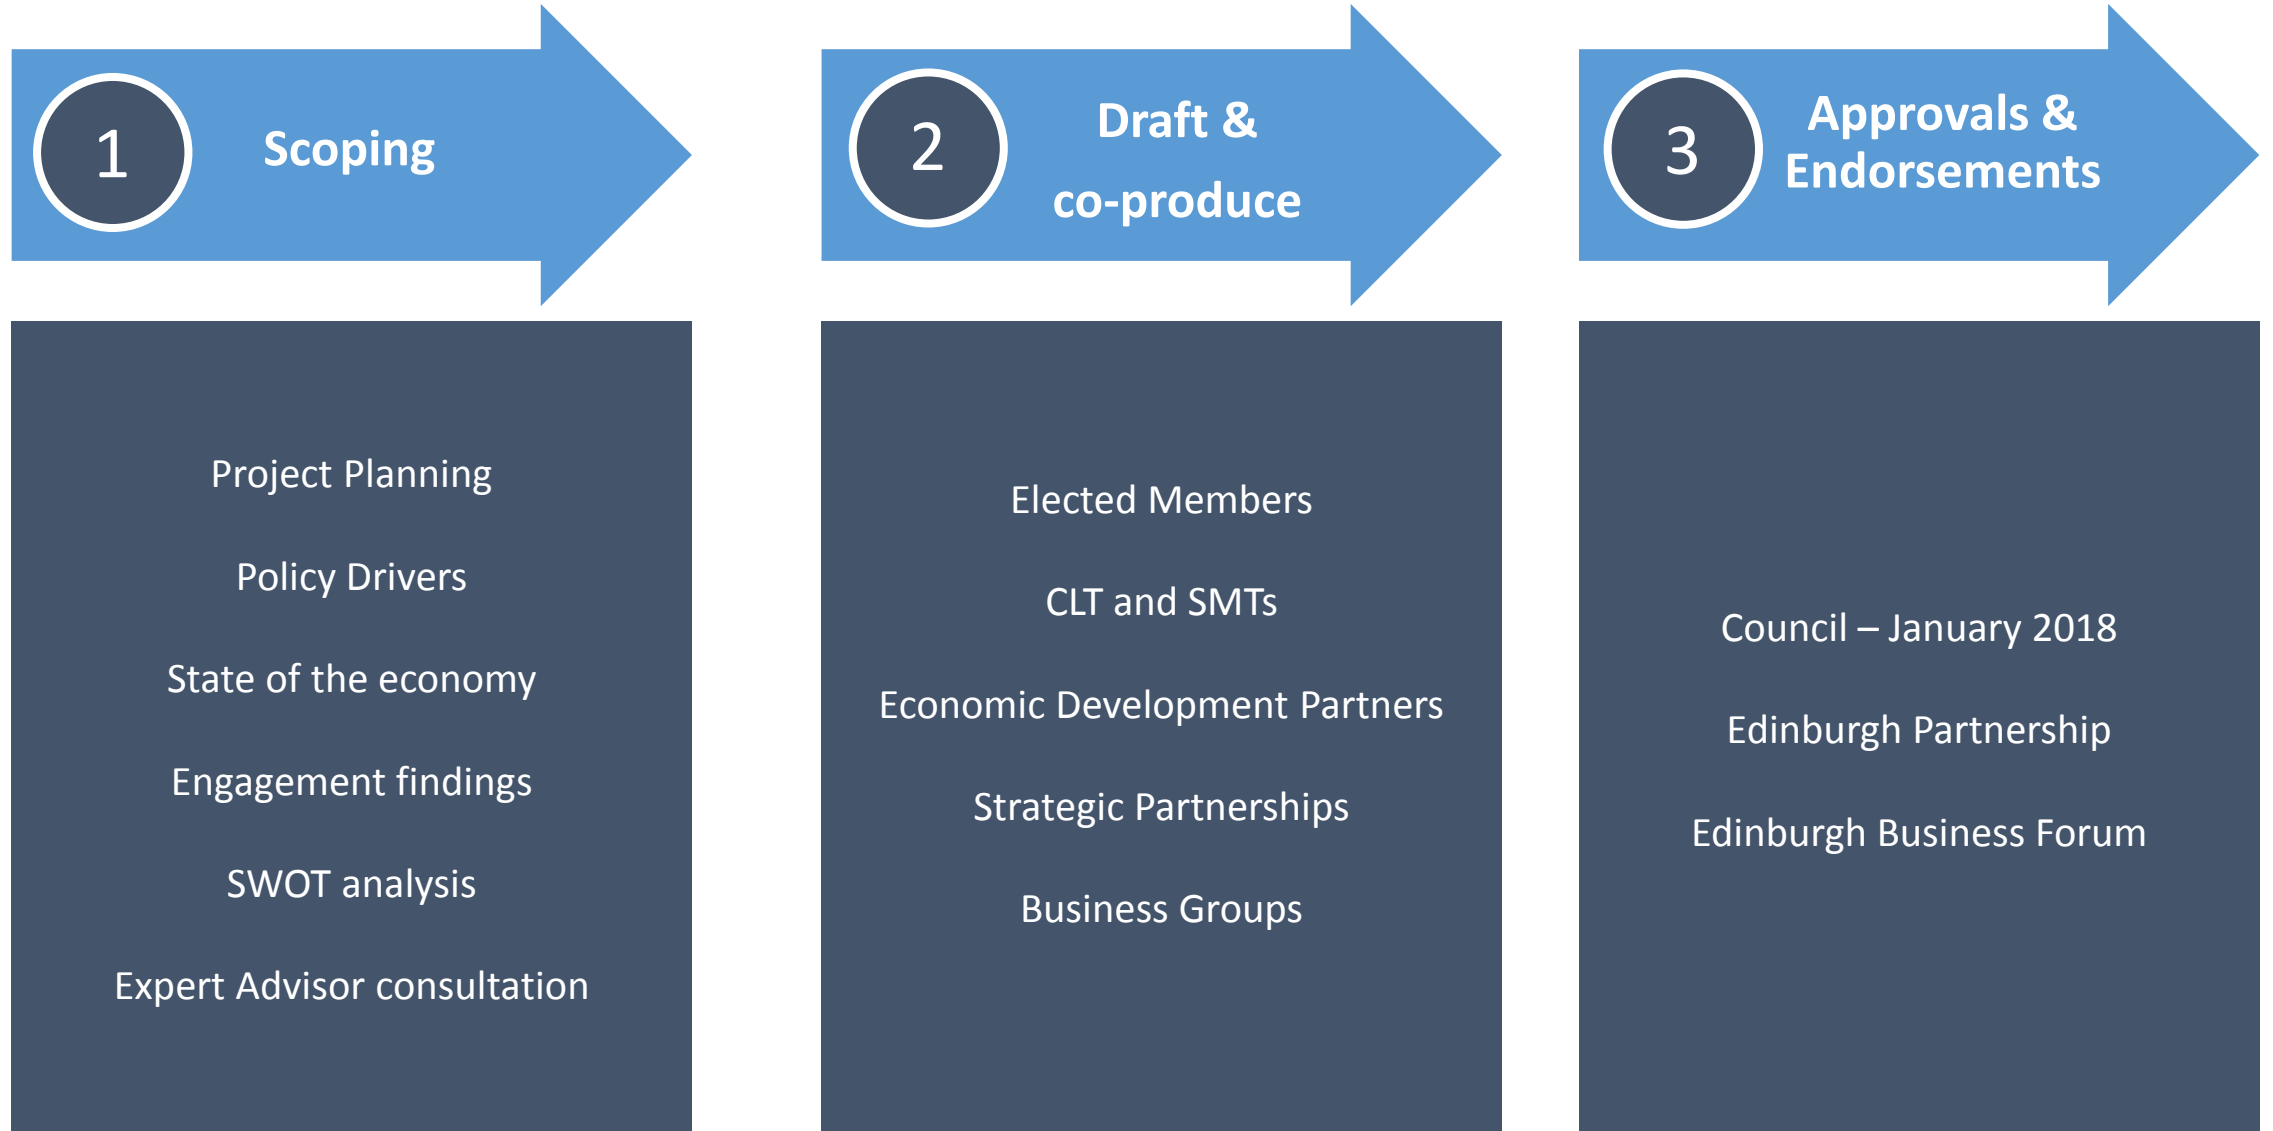 1
Scoping
Project Planning
Policy Drivers
State of the economy
Engagement findings
SWOT analysis
Expert Advisor consultation
2
Draft &
co-produce
Elected Members
CLT and SMTs
Economic Development Partners
Strategic Partnerships
Business Groups
3
Approvals &
Endorsements
Council – January 2018
Edinburgh Partnership
Edinburgh Business Forum